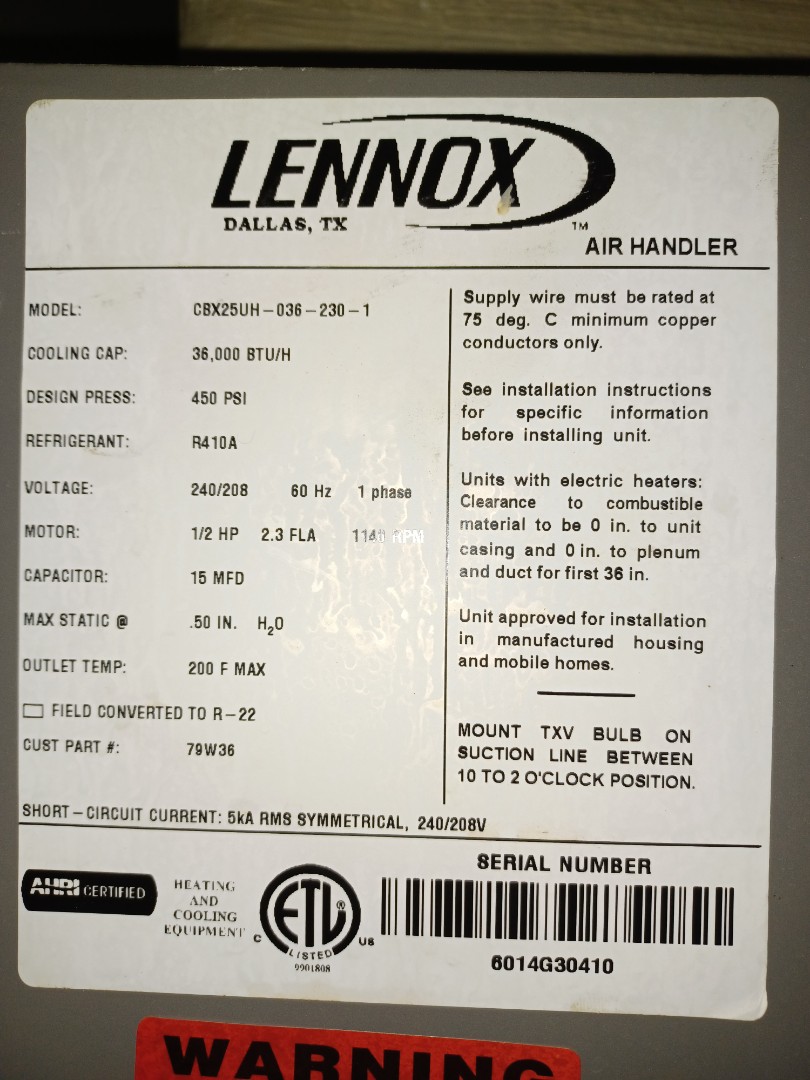 LENNOX
DALLAS, TX
™
AIR HANDLER
MODEL: CBX25UH-036-230-1
COOLING CAP: 36,000 BTU/H
DESIGN PRESS: 450 PSI
REFRIGERANT: R410A
VOLTAGE: 240/208 60 Hz 1 phase
MOTOR: 1/2 HP 2.3 FLA 1140 RPM
CAPACITOR: 15 MFD
MAX STATIC @ .50 IN. H₂O
OUTLET TEMP: 200 F MAX
FIELD CONVERTED TO R-22
CUST PART #: 79W36
Supply wire must be rated at
75 deg. C minimum copper
conductors only.
See installation instructions
for specific information
before installing unit.
Units with electric heaters:
Clearance to combustible
material to be 0 in. to unit
casing and 0 in. to plenum
and duct for first 36 in.
Unit approved for installation
in manufactured housing
and mobile homes.
MOUNT TXV BULB ON
SUCTION LINE BETWEEN
10 TO 2 O'CLOCK POSITION.
SHORT-CIRCUIT CURRENT: 5kA RMS SYMMETRICAL, 240/208V
AHRI CERTIFIED
HEATING
AND
COOLING
EQUIPMENT
ETL ®
C US
LISTED
9901808
SERIAL NUMBER
6014G30410
WARNING